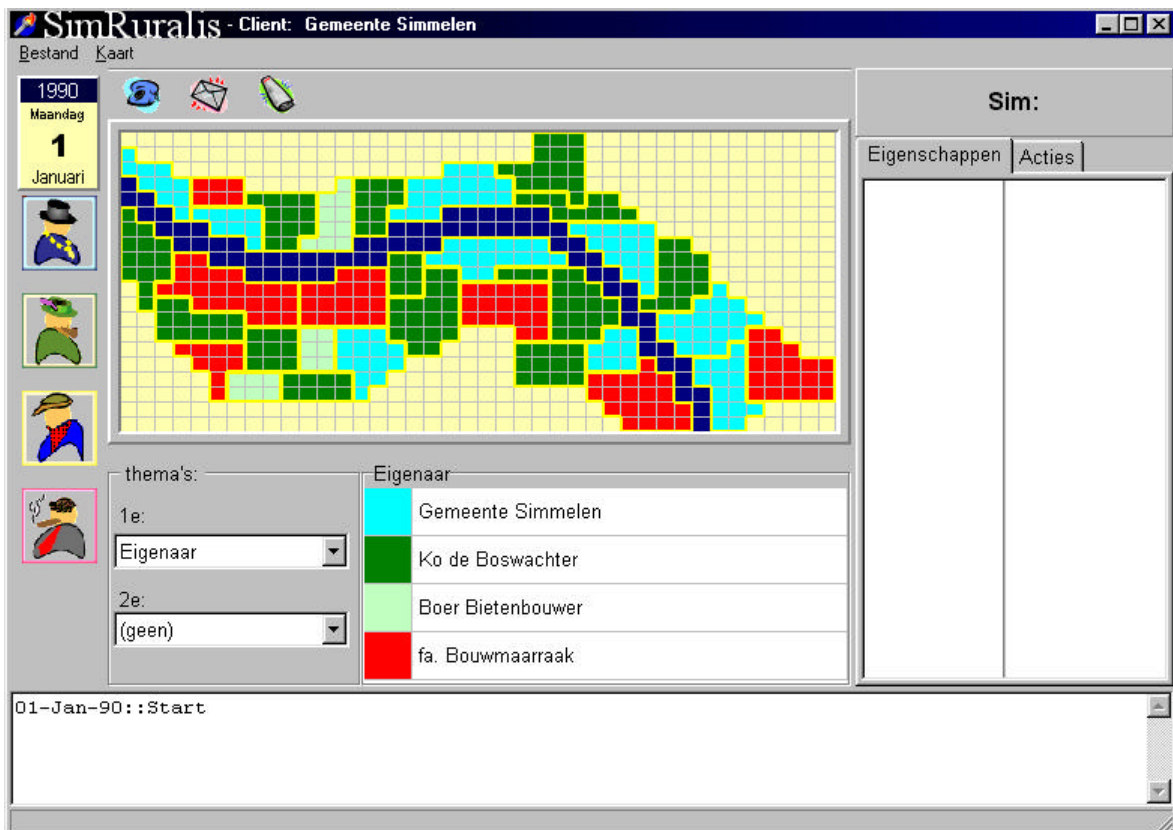 SimRuralis - Client: Gemeente Simmelen
Bestand Kaart
1990
Maandag
1
Januari
Sim:
Eigenschappen Acties
thema's:
1e:
Eigenaar
2e:
(geen)
Eigenaar
Gemeente Simmelen
Ko de Boswachter
Boer Bietenbouwer
fa. Bouwmaarraak
01-Jan-90::Start